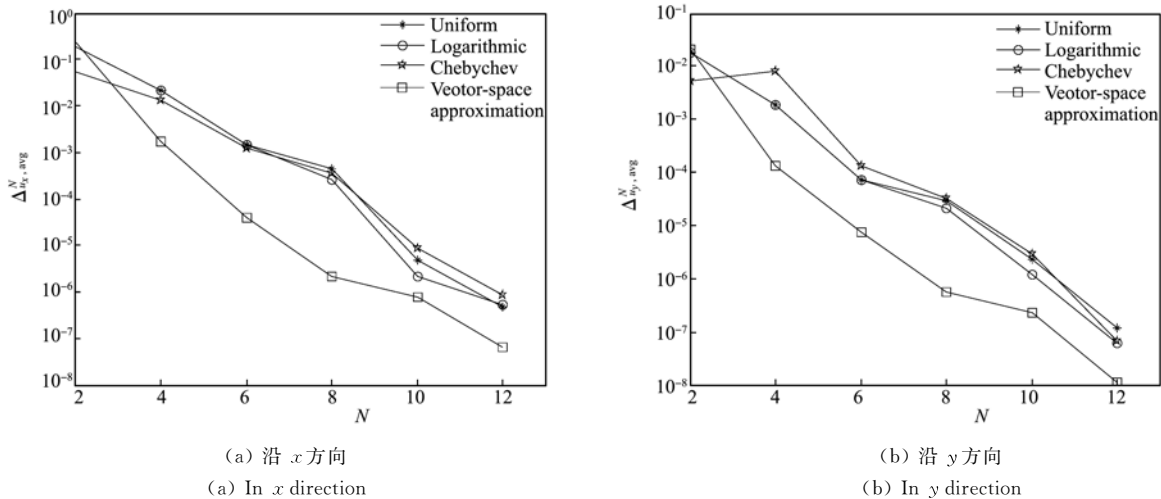 10^0
10^-1
10^-2
10^-3
10^-4
10^-5
10^-6
10^-7
10^-8
2 4 6 8 10 12
N
Δ^N_{u_x, avg}
Uniform
Logarithmic
Chebychev
Veotor-space
approximation
(a) 沿 x方向
(a) In x direction
10^-1
10^-2
10^-3
10^-4
10^-5
10^-6
10^-7
10^-8
2 4 6 8 10 12
N
Δ^N_{u_y, avg}
Uniform
Logarithmic
Chebychev
Veotor-space
approximation
(b) 沿 y方向
(b) In y direction